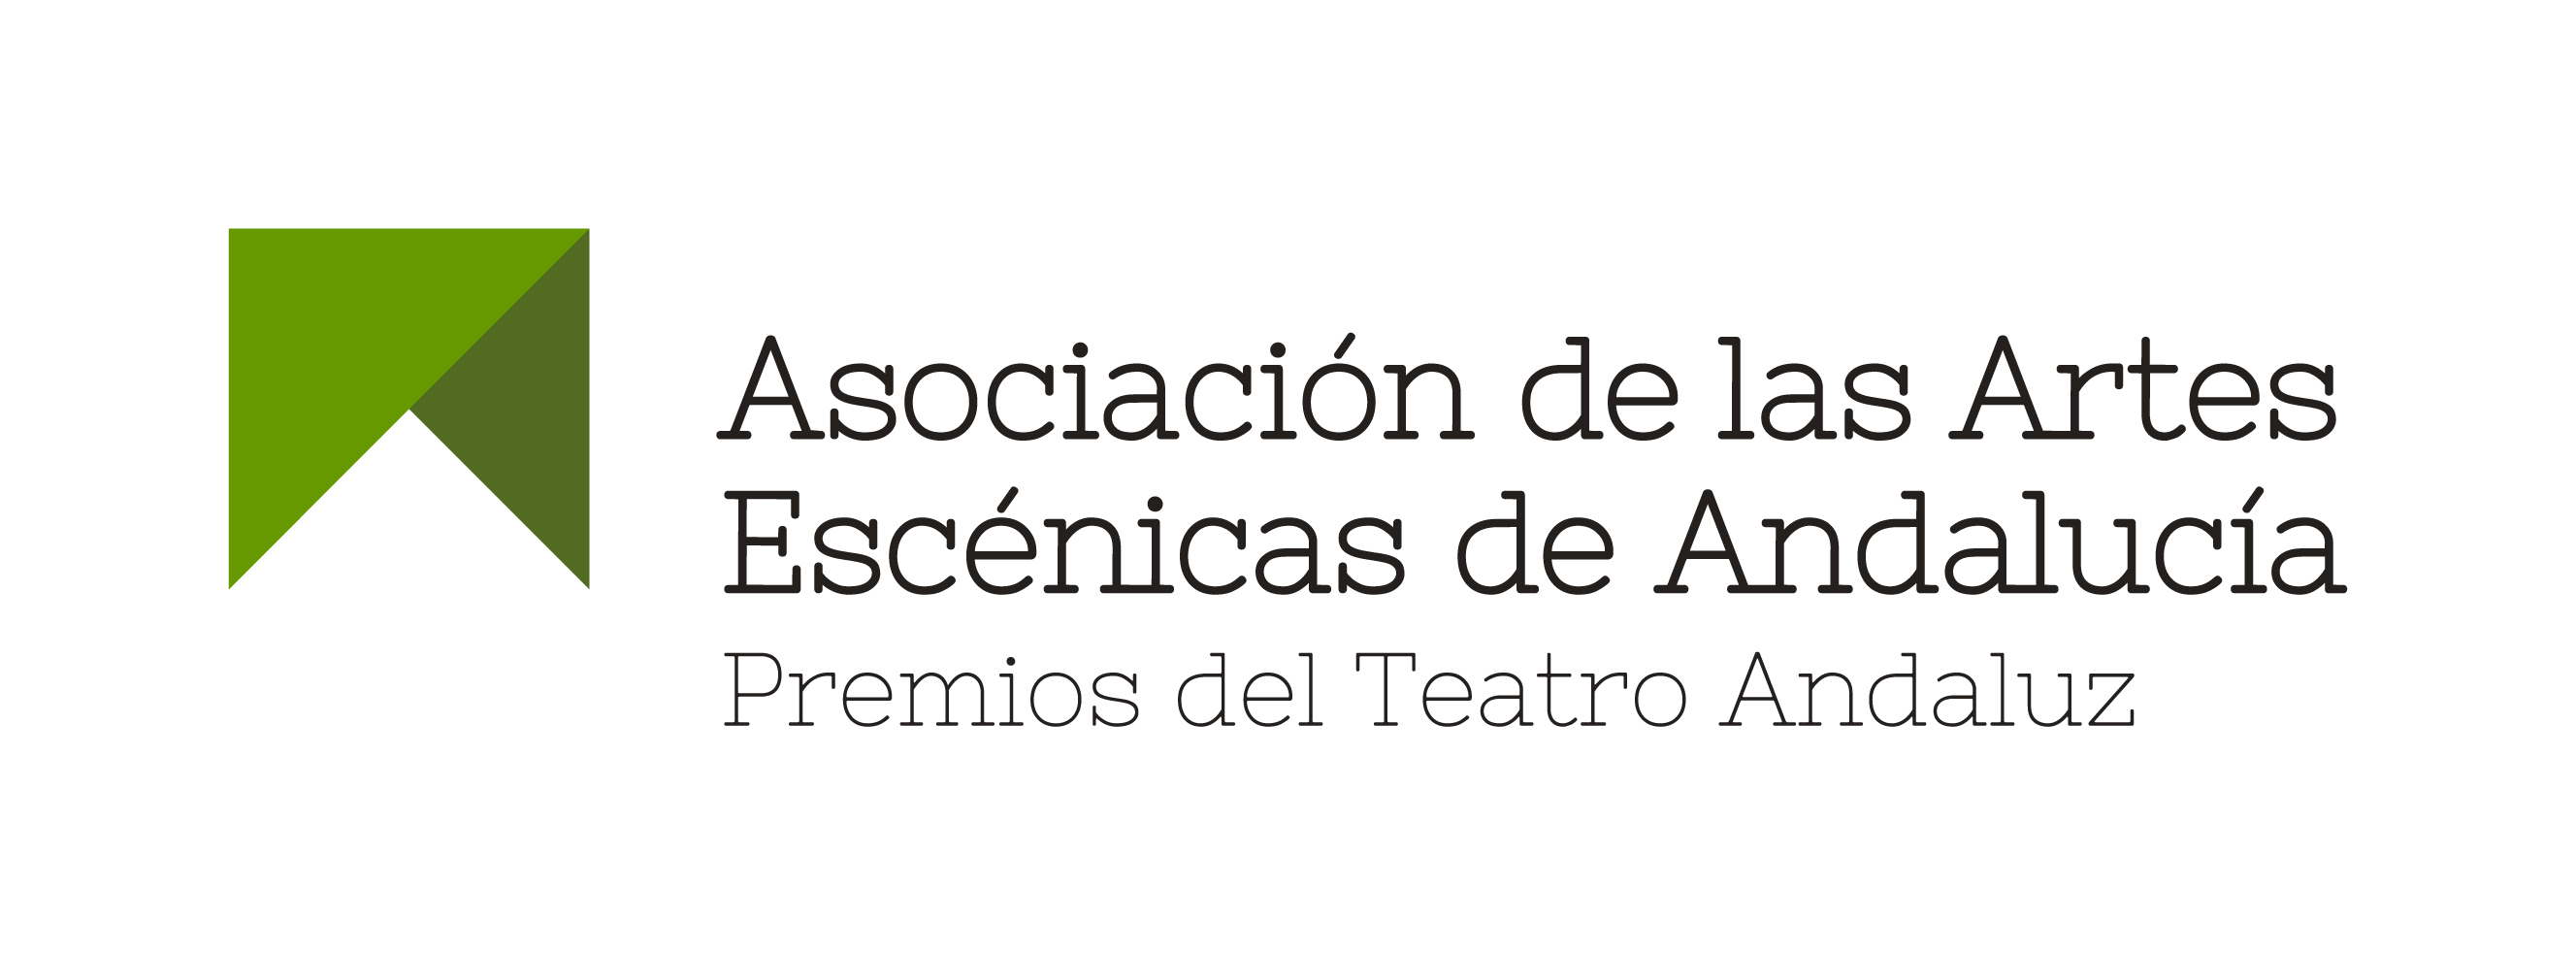 Asociación de las Artes
Escénicas de Andalucía
Premios del Teatro Andaluz